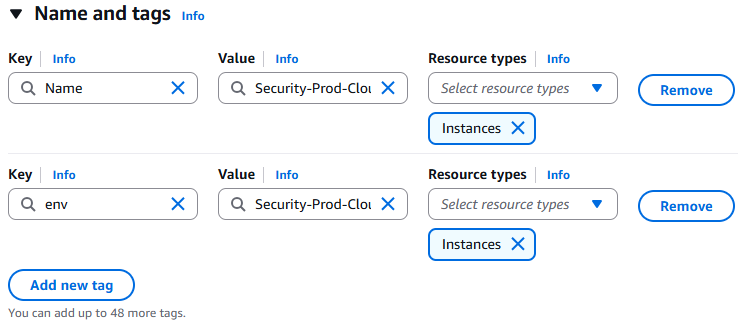 Name and tags Info
Key Info Value Info Resource types Info
Name Security-Prod-Clou Select resource types Remove
Instances
Key Info Value Info Resource types Info
env Security-Prod-Clou Select resource types Remove
Instances
Add new tag
You can add up to 48 more tags.